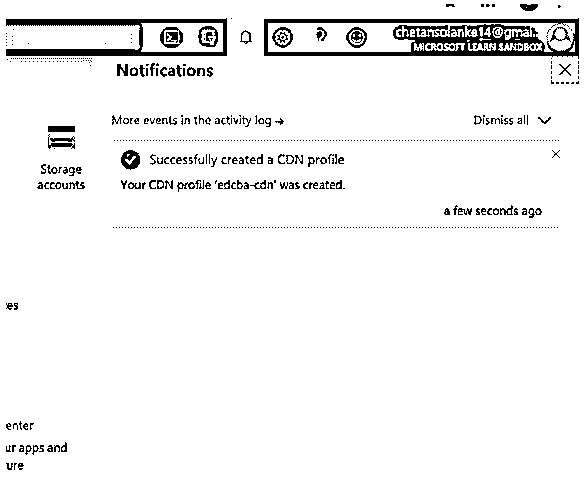 chetansolanke14@gmai...
MICROSOFT LEARN SANDBOX
Notifications
More events in the activity log →
Dismiss all
Storage
accounts
Successfully created a CDN profile
Your CDN profile 'edcba-cdn' was created.
a few seconds ago
es
enter
ur apps and
ure